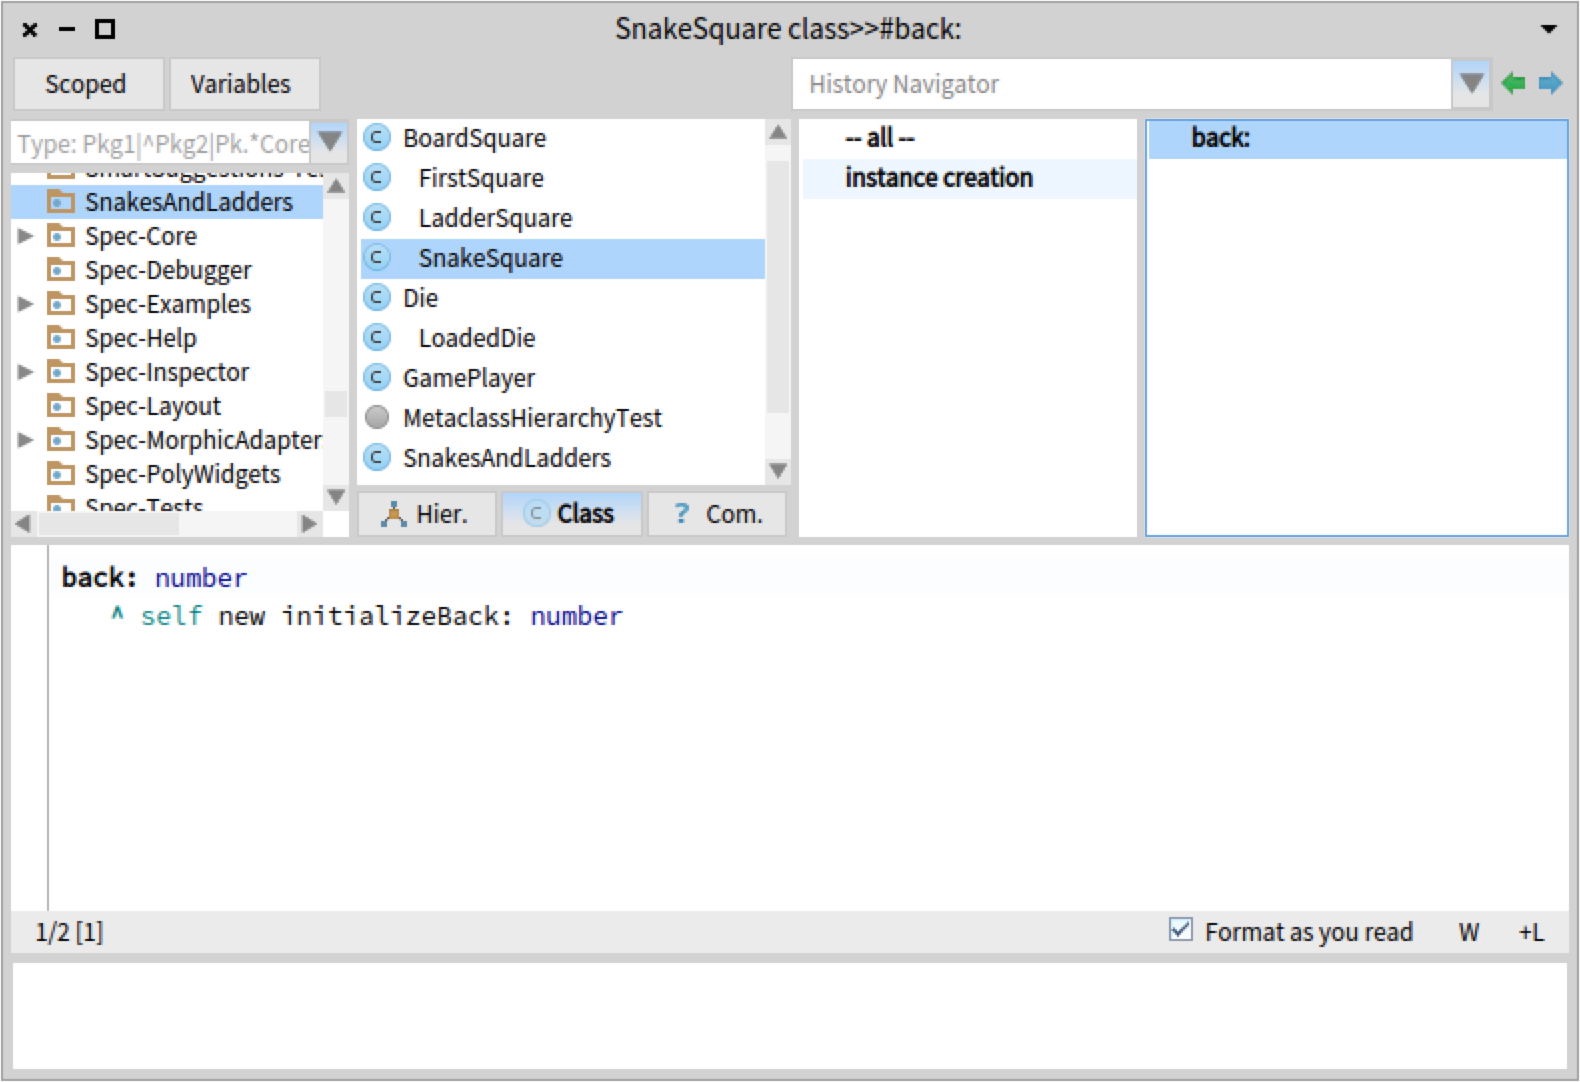 SnakeSquare class>>#back:
Scoped
Variables
History Navigator
Type: Pkg1|^Pkg2|Pk.*Core
SnakesAndLadders
Spec-Core
Spec-Debugger
Spec-Examples
Spec-Help
Spec-Inspector
Spec-Layout
Spec-MorphicAdapter
Spec-PolyWidgets
Spec-Tests
BoardSquare
FirstSquare
LadderSquare
SnakeSquare
Die
LoadedDie
GamePlayer
MetaclassHierarchyTest
SnakesAndLadders
Hier.
C Class
? Com.
-- all --
instance creation
back:
back: number
^ self new initializeBack: number
1/2 [1]
Format as you read
W
+L